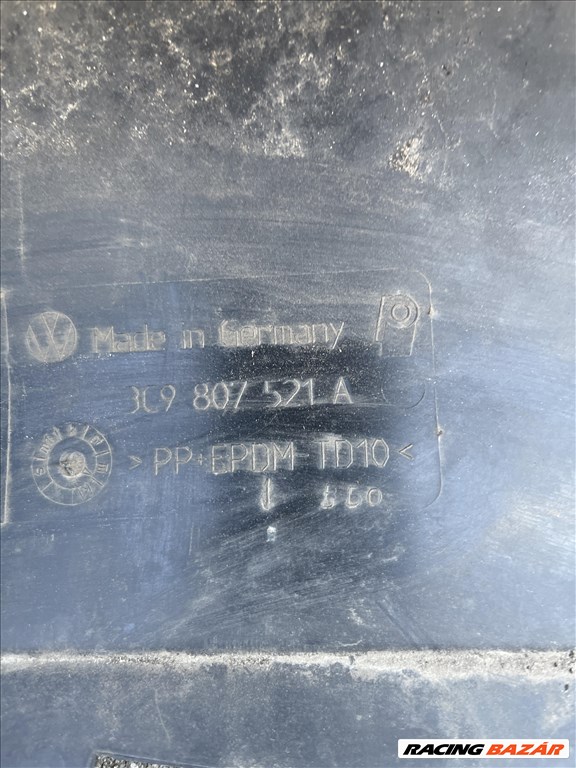 Made in Germany
3C9 807 521 A
>PP+EPDM-TD10<
RACING BAZÁR